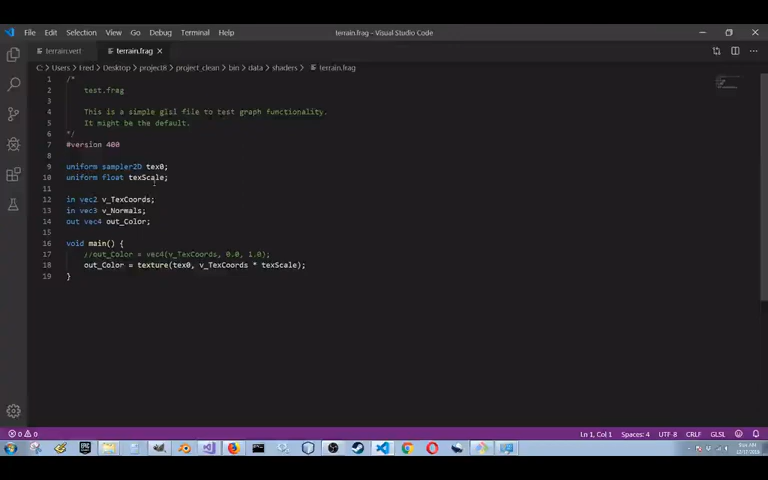 File Edit Selection View Go Debug Terminal Help
terrain.frag - Visual Studio Code
terrain.vert
terrain.frag
C: > Users > Fred > Desktop > project8 > project_clean > bin > data > shaders > terrain.frag
1 /*
2 test.frag
3
4 This is a simple glsl file to test graph functionality.
5 It might be the default.
6 */
7 #version 400
8
9 uniform sampler2D tex0;
10 uniform float texScale;
11
12 in vec2 v_TexCoords;
13 in vec3 v_Normals;
14 out vec4 out_Color;
15
16 void main() {
17 //out_Color = vec4(v_TexCoords, 0.0, 1.0);
18 out_Color = texture(tex0, v_TexCoords * texScale);
19 }
0 0
Ln 1, Col 1 Spaces: 4 UTF-8 CRLF GLSL
EPIC